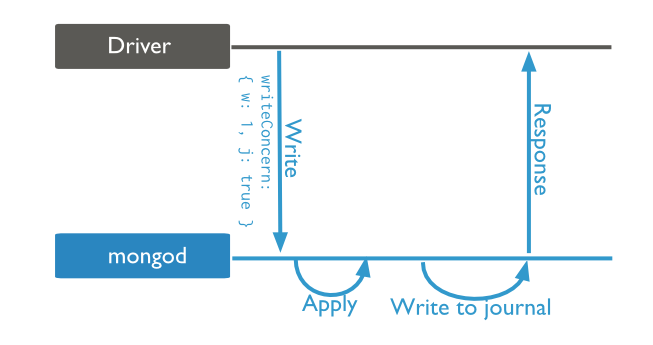 Driver
Write
writeConcern:
{ w: 1, j: true }
Response
mongod
Apply
Write to journal